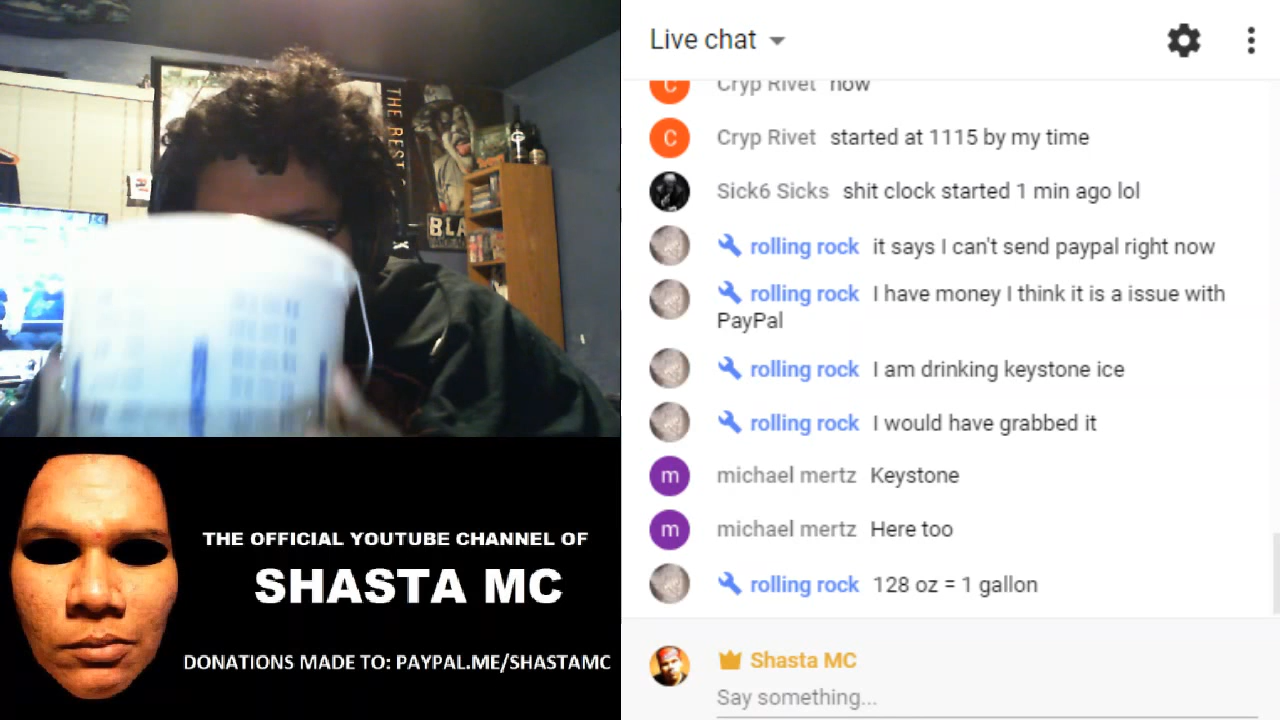 THE BEST
BLA
THE OFFICIAL YOUTUBE CHANNEL OF
SHASTA MC
DONATIONS MADE TO: PAYPAL.ME/SHASTAMC
Live chat
C
Cryp Rivet now
C
Cryp Rivet started at 1115 by my time
Sick6 Sicks shit clock started 1 min ago lol
rolling rock it says I can't send paypal right now
rolling rock I have money I think it is a issue with
PayPal
rolling rock I am drinking keystone ice
rolling rock I would have grabbed it
m
michael mertz Keystone
m
michael mertz Here too
rolling rock 128 oz = 1 gallon
Shasta MC
Say something...